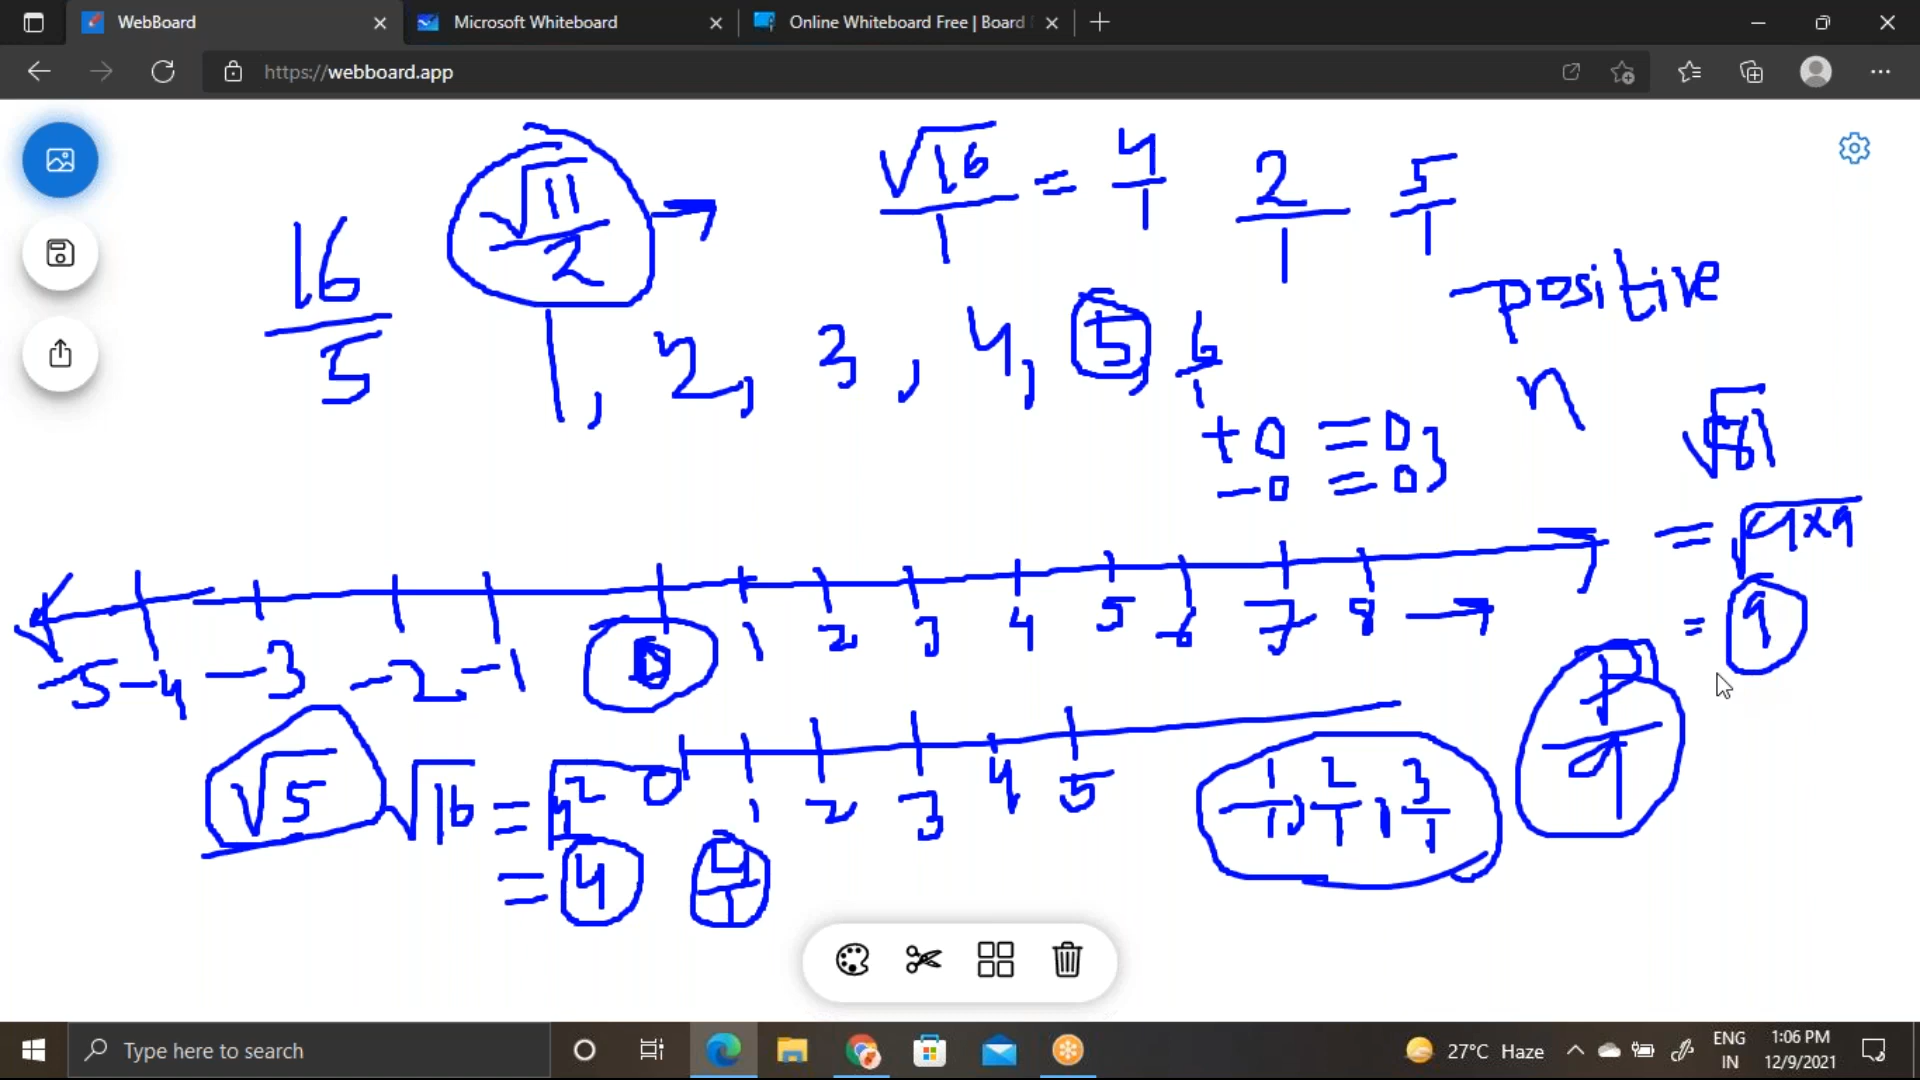 WebBoard
Microsoft Whiteboard
Online Whiteboard Free | Board
https://webboard.app
16/5
√11/2 →
√16/1 = 4/1
2/1
5/1
positive
1, 2, 3, 4, 5, 6/1
n
+0 = 0 }
-0 = 0 }
√81
= √9×9
= 9
-5 -4 -3 -2 -1 0 1 2 3 4 5 6 7 8 →
p/q
√5
√16 = √4²
= 4
4/1
0 1 2 3 4 5
1/1, 2/1, 3/1
Type here to search
27°C Haze
ENG
IN
1:06 PM
12/9/2021